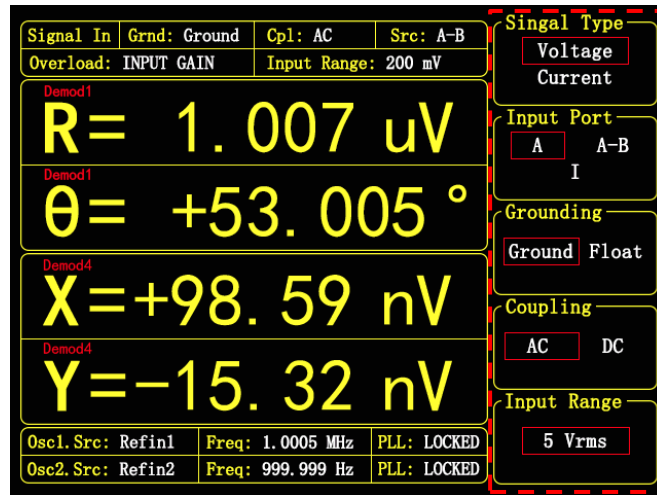 Signal In Grnd: Ground Cpl: AC Src: A-B
Overload: INPUT GAIN Input Range: 200 mV
Demod1
R= 1.007 uV
Demod1
θ= +53.005 °
Demod4
X=+98.59 nV
Demod4
Y=-15.32 nV
Osc1.Src: Refin1 Freq: 1.0005 MHz PLL: LOCKED
Osc2.Src: Refin2 Freq: 999.999 Hz PLL: LOCKED
Singal Type
Voltage
Current
Input Port
A A-B
I
Grounding
Ground Float
Coupling
AC DC
Input Range
5 Vrms